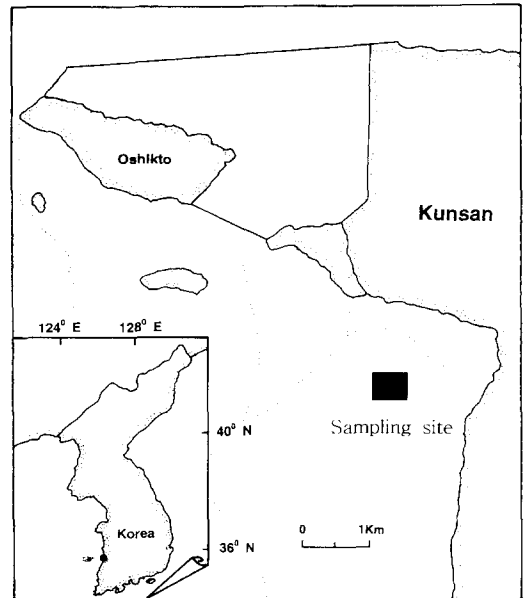 Oshikto
Kunsan
124° E 128° E
Sampling site
40° N
Korea
0 1Km
36° N